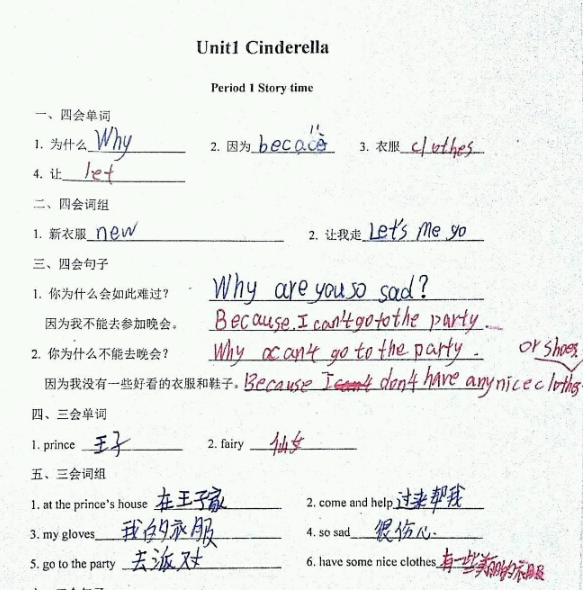 Unit1 Cinderella
Period 1 Story time
一、四会单词
1. 为什么 Why 2. 因为 3. 衣服 clothes
4. 让 let
二、四会词组
1. 新衣服 new 2. 让我走 Let's me go
三、四会句子
1. 你为什么会如此难过? Why are you so sad?
因为我不能去参加晚会。 Because I can't go to the party.
2. 你为什么不能去晚会? Why can't go to the party.
or shoes
因为我没有一些好看的衣服和鞋子。 Because I don't have any nice clothes
四、三会单词
1. prince 王子 2. fairy 仙女
五、三会词组
1. at the prince's house 在王子家 2. come and help 过来帮我
3. my gloves 我的衣服 4. so sad 很伤心.
5. go to the party 去派对 6. have some nice clothes 有一些美丽的衣服